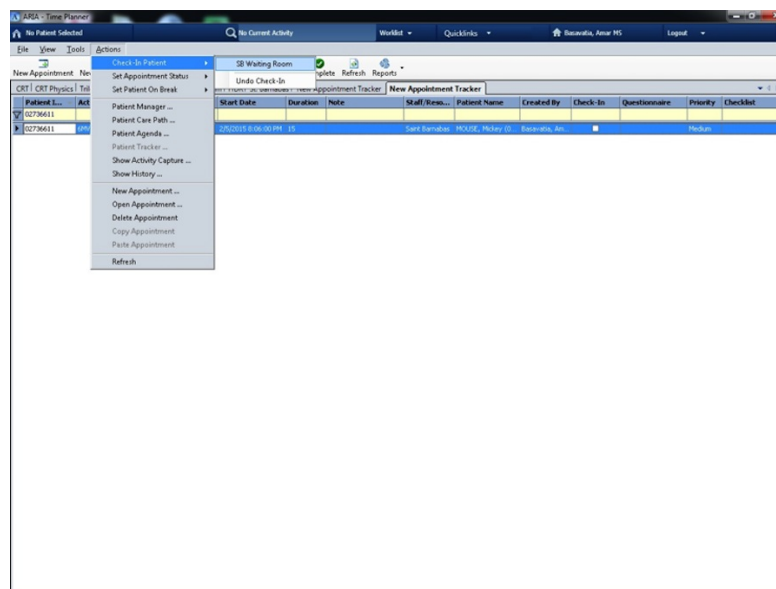 ARIA - Time Planner
No Patient Selected No Current Activity Worklist Quicklinks Basavatia, Amar MS Logout
File View Tools Actions
New Appointment Refresh Reports
CRT CRT Physics New Appointment Tracker New Appointment Tracker
Start Date Duration Note Staff/Reso... Patient Name Created By Check-In Questionnaire Priority Checklist
02736611
02736611 2/5/2015 8:06:00 PM 15 Saint Barnabas MOUSE, Mickey (0... Basavatia, Am... Medium
Check-In Patient
Set Appointment Status
Set Patient On Break
Patient Manager ...
Patient Care Path ...
Patient Agenda ...
Patient Tracker ...
Show Activity Capture ...
Show History ...
New Appointment ...
Open Appointment ...
Delete Appointment
Copy Appointment
Paste Appointment
Refresh
SB Waiting Room
Undo Check-In